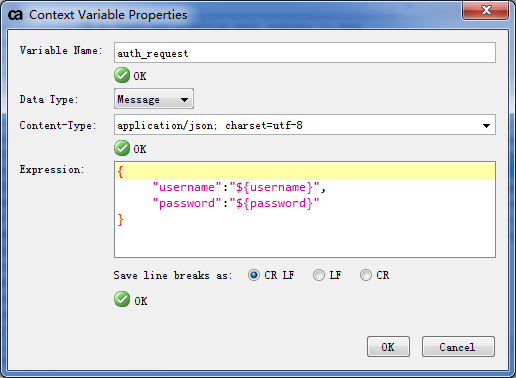 ca Context Variable Properties
Variable Name: auth_request
OK
Data Type: Message
Content-Type: application/json; charset=utf-8
OK
Expression: {
"username":"${username}",
"password":"${password}"
}
Save line breaks as: CR LF LF CR
OK
OK Cancel